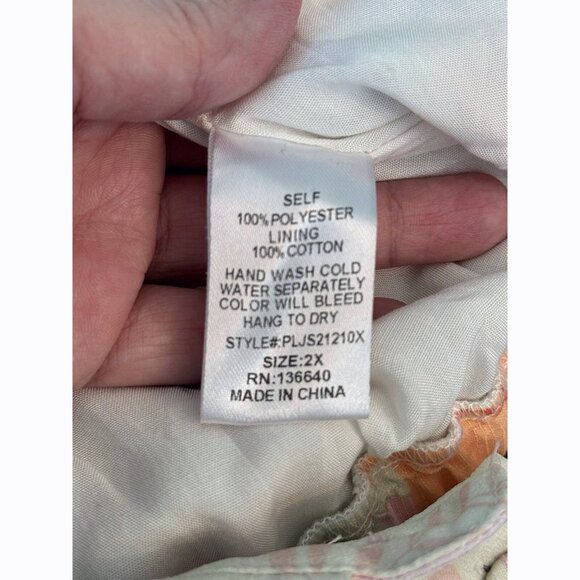 SELF
100%POLYESTER
LINING
100%COTTON
HAND WASH COLD
WATER SEPARATELY
COLOR WILL BLEED
HANG TO DRY
STYLE#:PLJS21210X
SIZE:2X
RN:136640
MADE IN CHINA